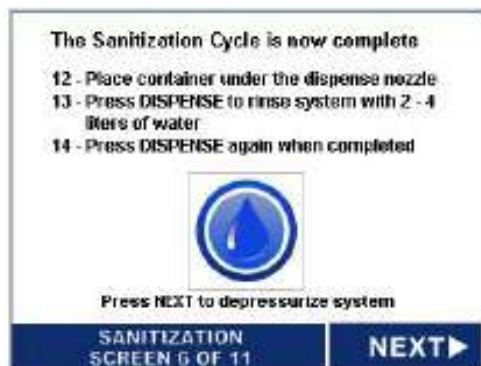 The Sanitization Cycle is now complete
12 - Place container under the dispense nozzle
13 - Press DISPENSE to rinse system with 2 - 4
liters of water
14 - Press DISPENSE again when completed
Press NEXT to depressurize system
SANITIZATION
SCREEN 6 OF 11
NEXT